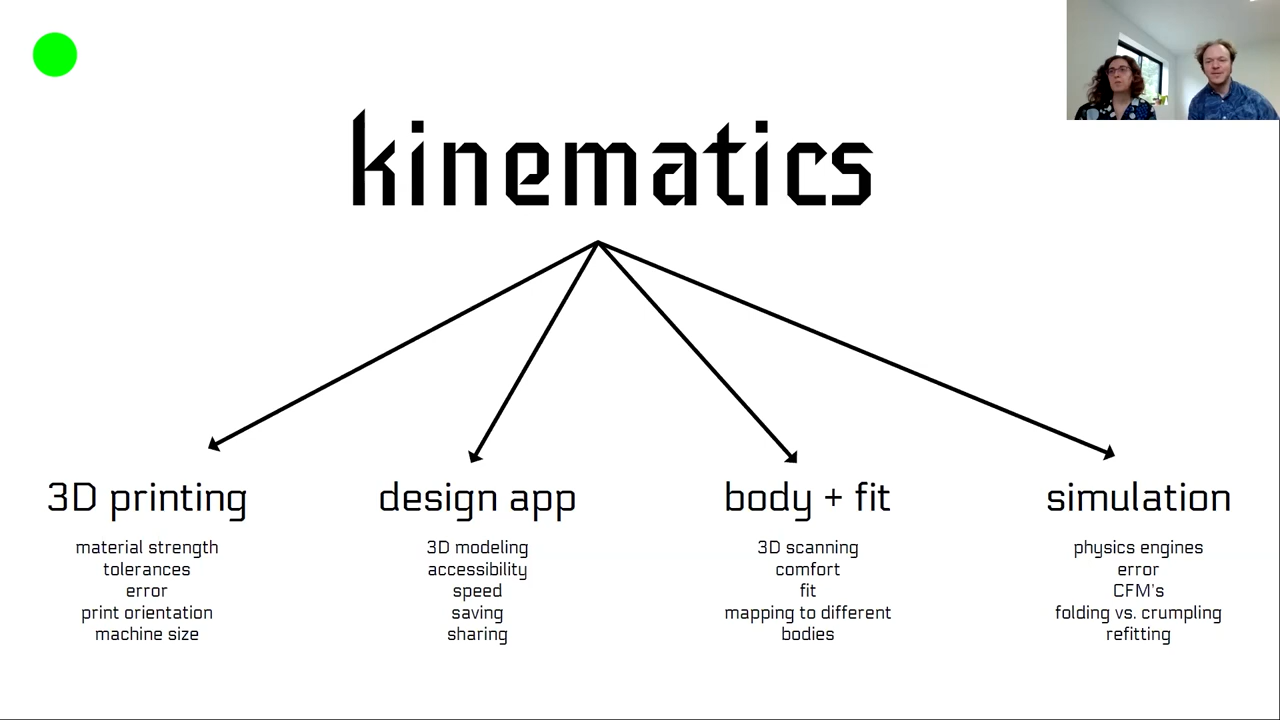 kinematics
3D printing
material strength
tolerances
error
print orientation
machine size
design app
3D modeling
accessibility
speed
saving
sharing
body + fit
3D scanning
comfort
fit
mapping to different
bodies
simulation
physics engines
error
CFM's
folding vs. crumpling
refitting